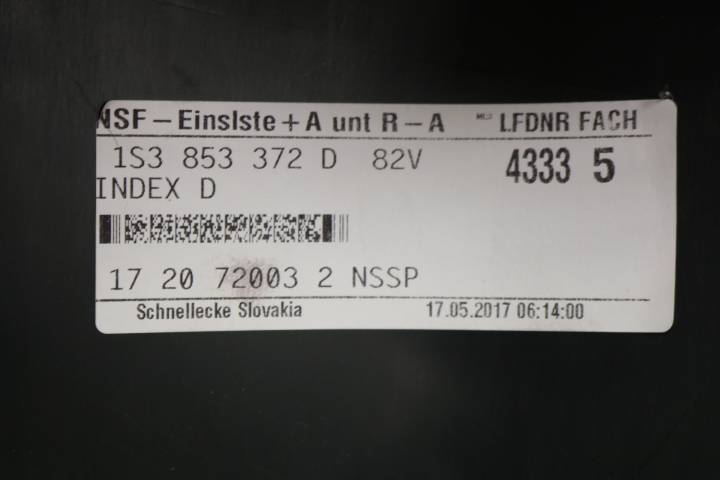 NSF-Einslste+A unt R-A LFDNR FACH
1S3 853 372 D 82V 4333 5
INDEX D
17 20 72003 2 NSSP
Schnellecke Slovakia 17.05.2017 06:14:00